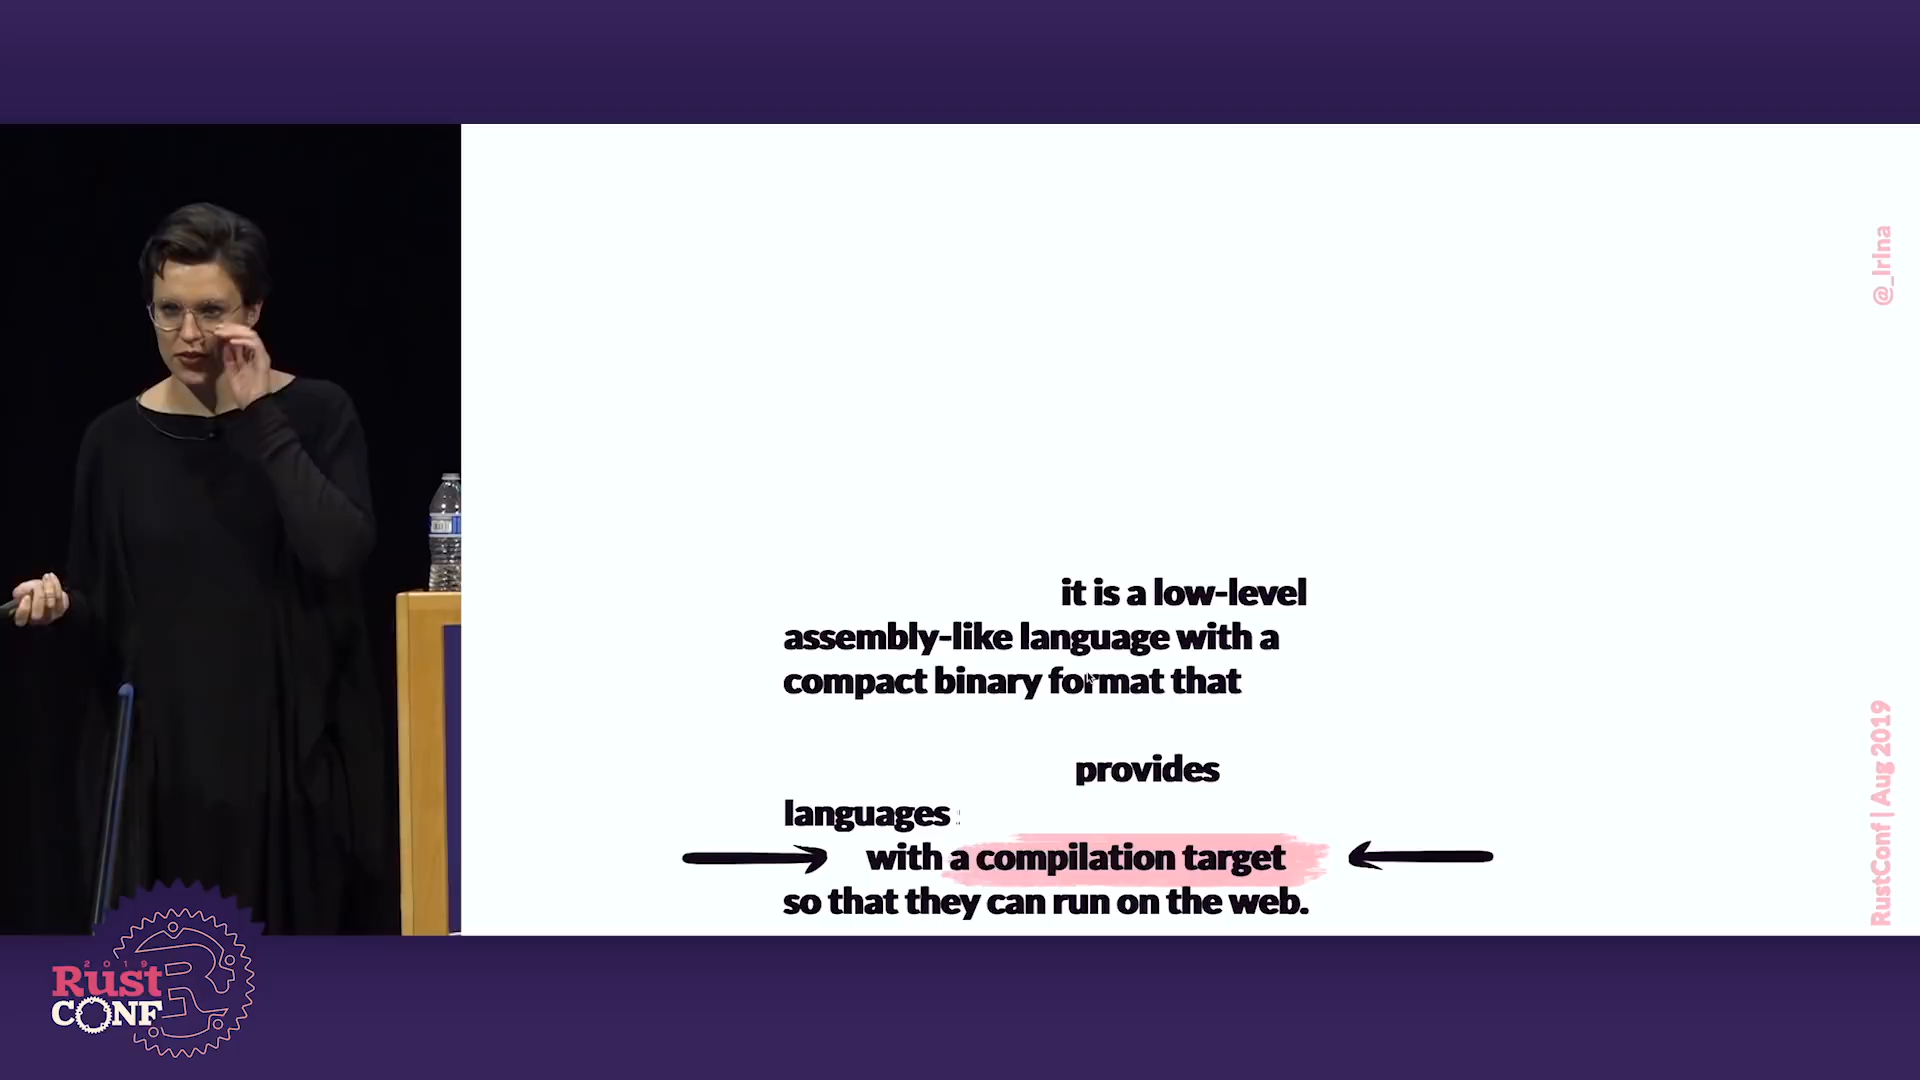 @_lrlna
it is a low-level
assembly-like language with a
compact binary format that
provides
languages
with a compilation target
so that they can run on the web.
RustConf | Aug 2019
2019
Rust
CONF